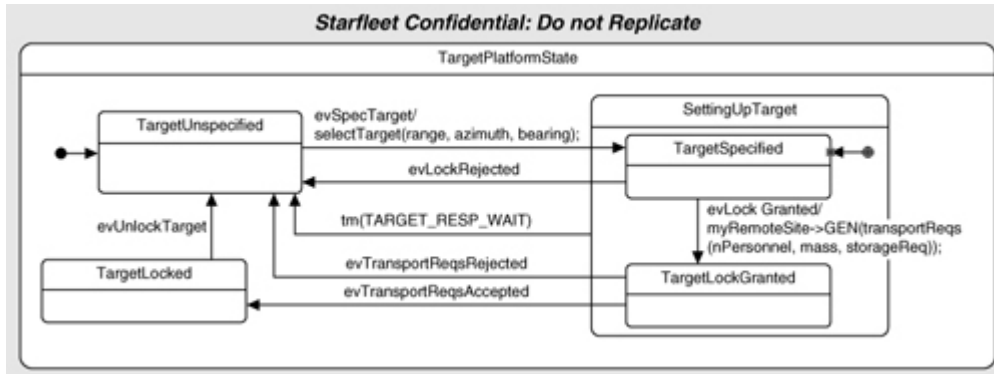 Starfleet Confidential: Do not Replicate
TargetPlatformState
TargetUnspecified
evSpecTarget/
selectTarget(range, azimuth, bearing);
SettingUpTarget
TargetSpecified
evLockRejected
evLock Granted/
myRemoteSite->GEN(transportReqs
(nPersonnel, mass, storageReq));
evUnlockTarget
tm(TARGET_RESP_WAIT)
TargetLocked
evTransportReqsRejected
TargetLockGranted
evTransportReqsAccepted